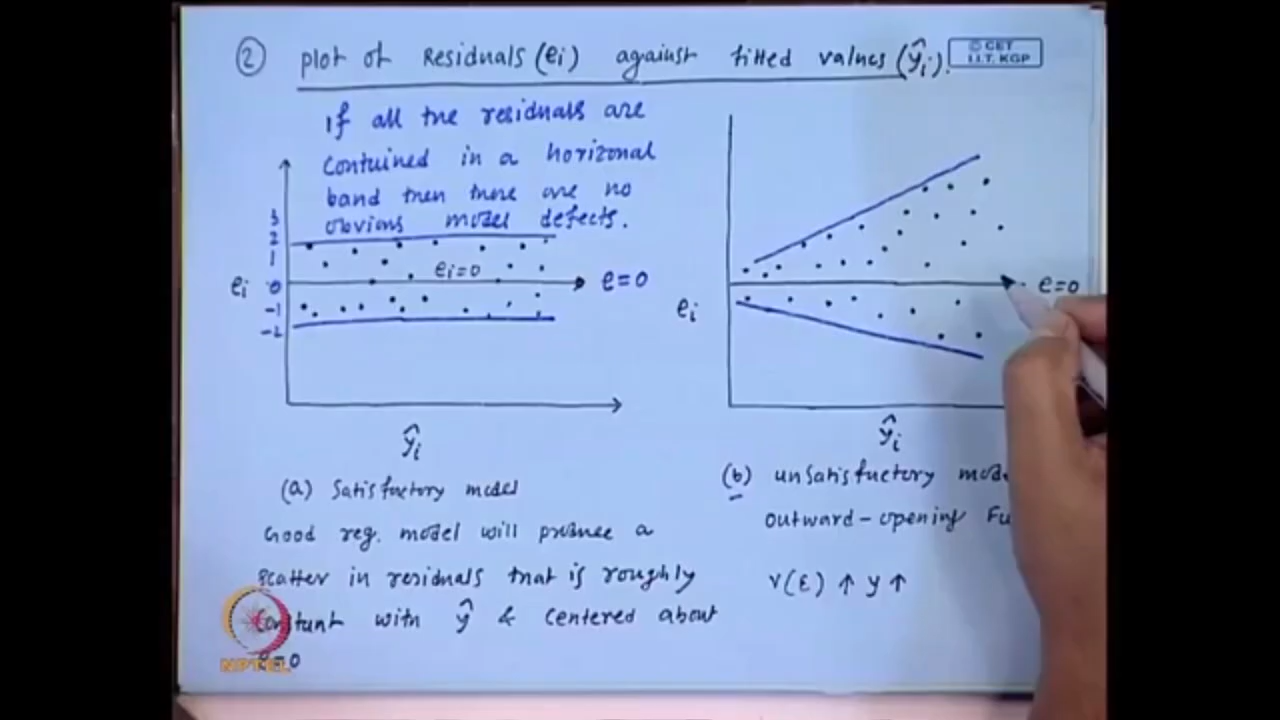 ② Plot of Residuals (ei) against fitted values (ŷi).
© CET
I.I.T. KGP
If all the residuals are
contained in a horizonal
band then there are no
obvious model defects.
3
2
1
0
-1
-2
ei
ei=0
e=0
ŷi
(a) Satisfactory model
Good reg. model will produce a
scatter in residuals that is roughly
constant with ŷ & centered about
e=0
ei
e=0
ŷi
(b) unsatisfactory
outward-opening
V(ε) ↑ y ↑
NPTEL